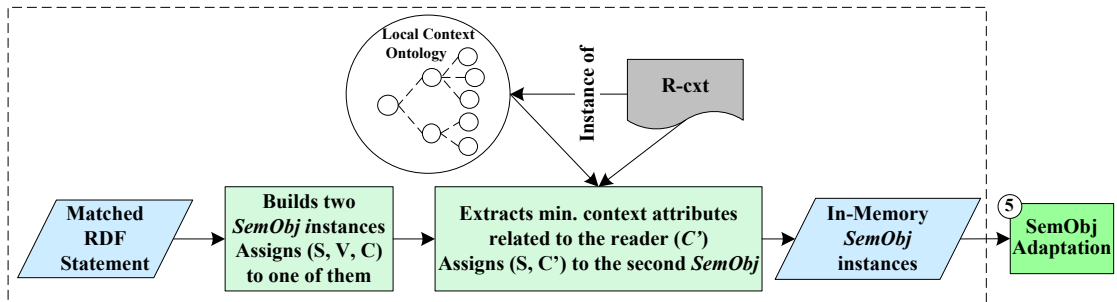 Local Context
Ontology
Instance of
R-cxt
Matched
RDF
Statement
Builds two
SemObj instances
Assigns (S, V, C)
to one of them
Extracts min. context attributes
related to the reader (C’)
Assigns (S, C’) to the second SemObj
In-Memory
SemObj
instances
5
SemObj
Adaptation